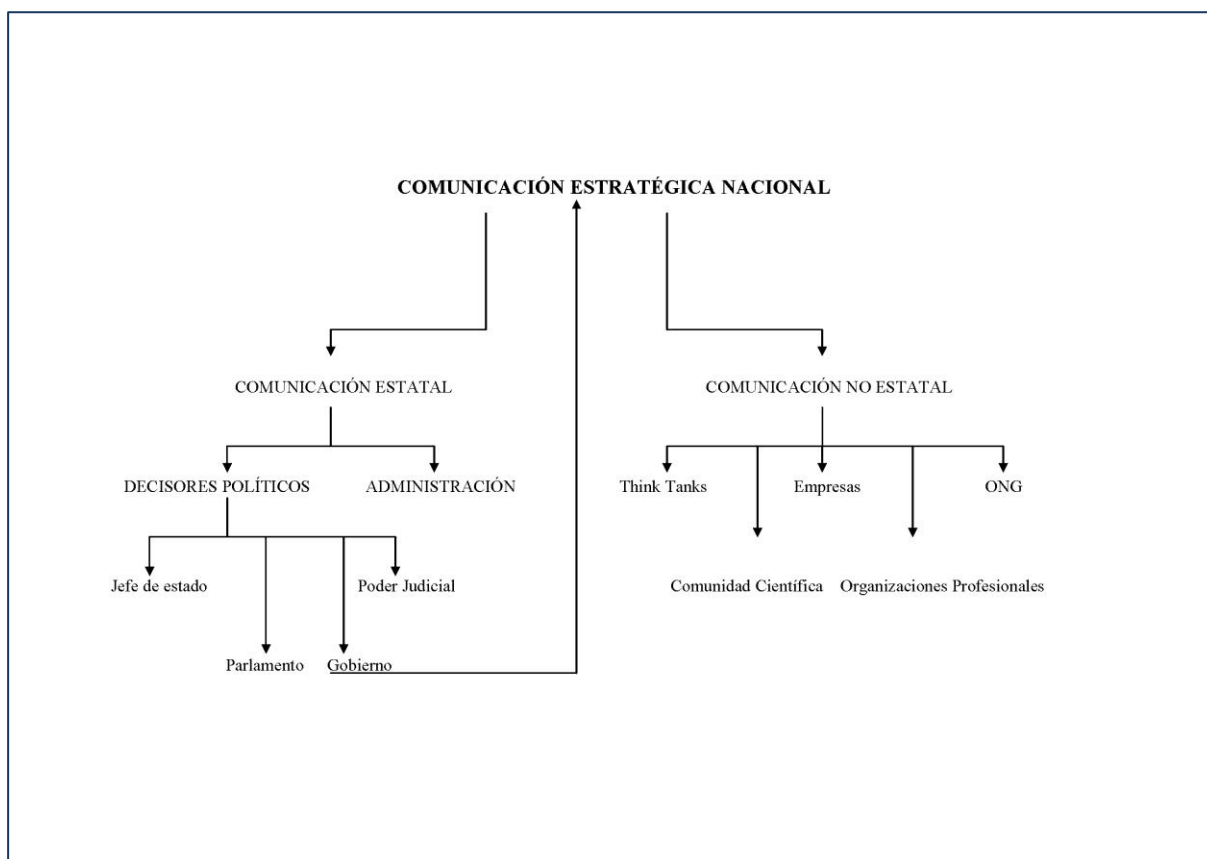 COMUNICACIÓN ESTRATÉGICA NACIONAL
COMUNICACIÓN ESTATAL
COMUNICACIÓN NO ESTATAL
DECISORES POLÍTICOS
ADMINISTRACIÓN
Think Tanks
Empresas
ONG
Jefe de estado
Poder Judicial
Comunidad Científica
Organizaciones Profesionales
Parlamento
Gobierno